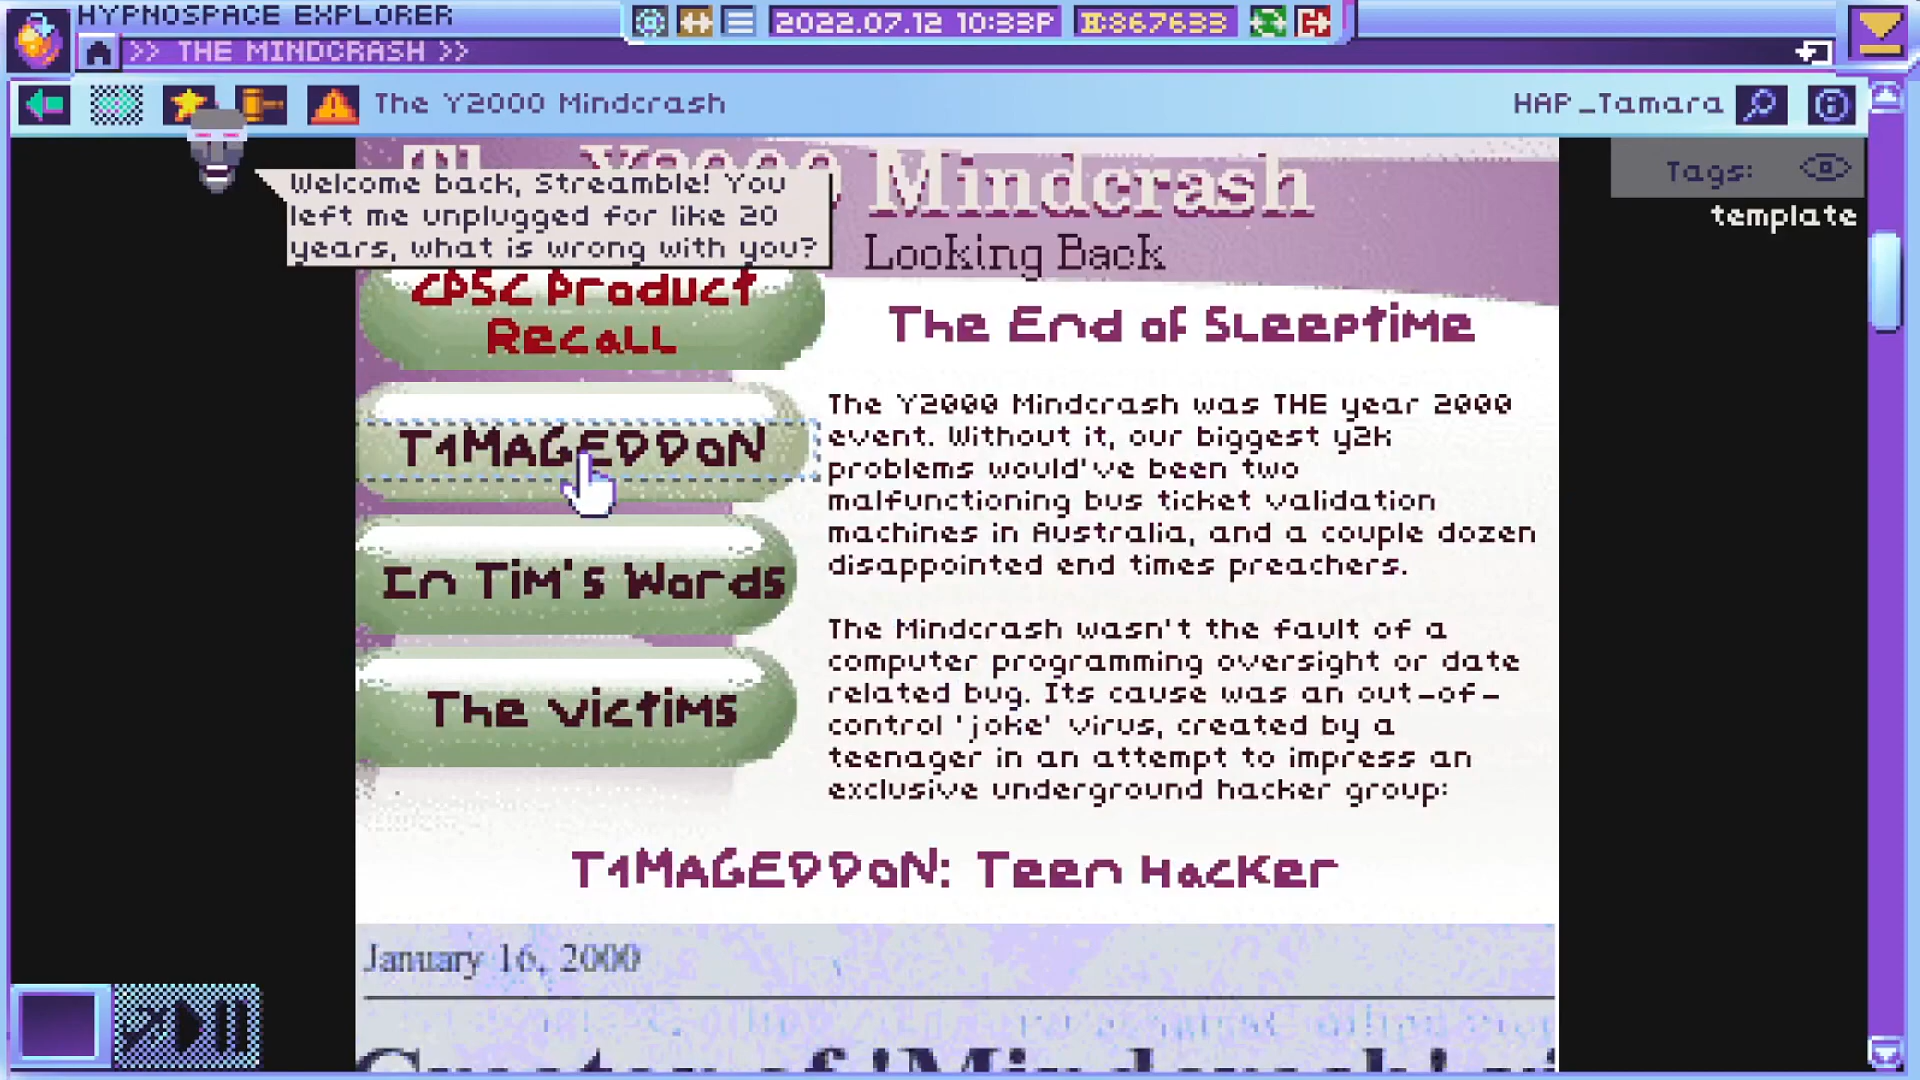 HYPNOSPACE EXPLORER
2022.07.12 10:33P
ID:867633
>> THE MINDCRASH >>
The Y2000 Mindcrash
HAP_Tamara
Tags:
template
Welcome back, Streamble! You
left me unplugged for like 20
years, what is wrong with you?
The Y2000 Mindcrash
Looking Back
CPSC Product
Recall
T1MAGEDDoN
In Tim's Words
The Victims
The End of Sleeptime
The Y2000 Mindcrash was THE year 2000
event. Without it, our biggest y2k
problems would've been two
malfunctioning bus ticket validation
machines in Australia, and a couple dozen
disappointed end times preachers.
The Mindcrash wasn't the fault of a
computer programming oversight or date
related bug. Its cause was an out-of-
control 'joke' virus, created by a
teenager in an attempt to impress an
exclusive underground hacker group:
T1MAGEDDoN: Teen Hacker
January 16, 2000
Creator of 'Mindcrash'